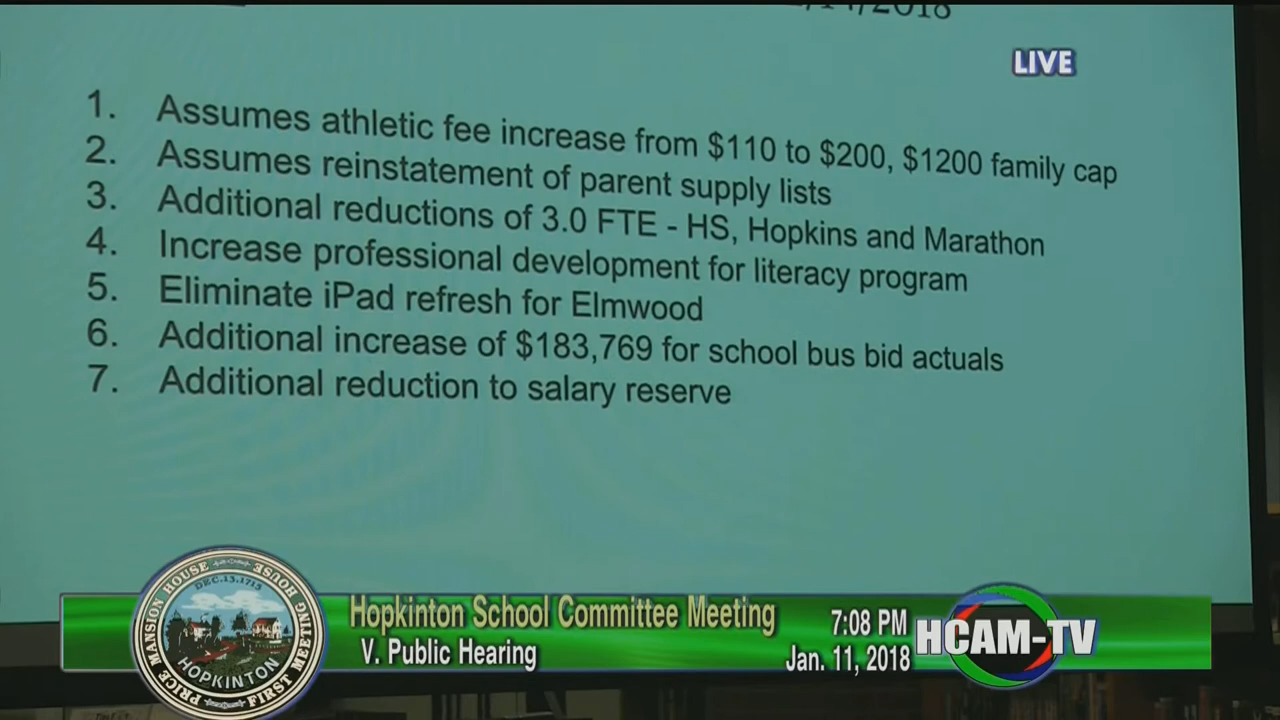 LIVE
1. Assumes athletic fee increase from $110 to $200, $1200 family cap
2. Assumes reinstatement of parent supply lists
3. Additional reductions of 3.0 FTE - HS, Hopkins and Marathon
4. Increase professional development for literacy program
5. Eliminate iPad refresh for Elmwood
6. Additional increase of $183,769 for school bus bid actuals
7. Additional reduction to salary reserve
PRICE MANSION HOUSE
FIRST MEETING HOUSE
DEC.13.1715
HOPKINTON
Hopkinton School Committee Meeting
V. Public Hearing
7:08 PM
Jan. 11, 2018
HCAM-TV